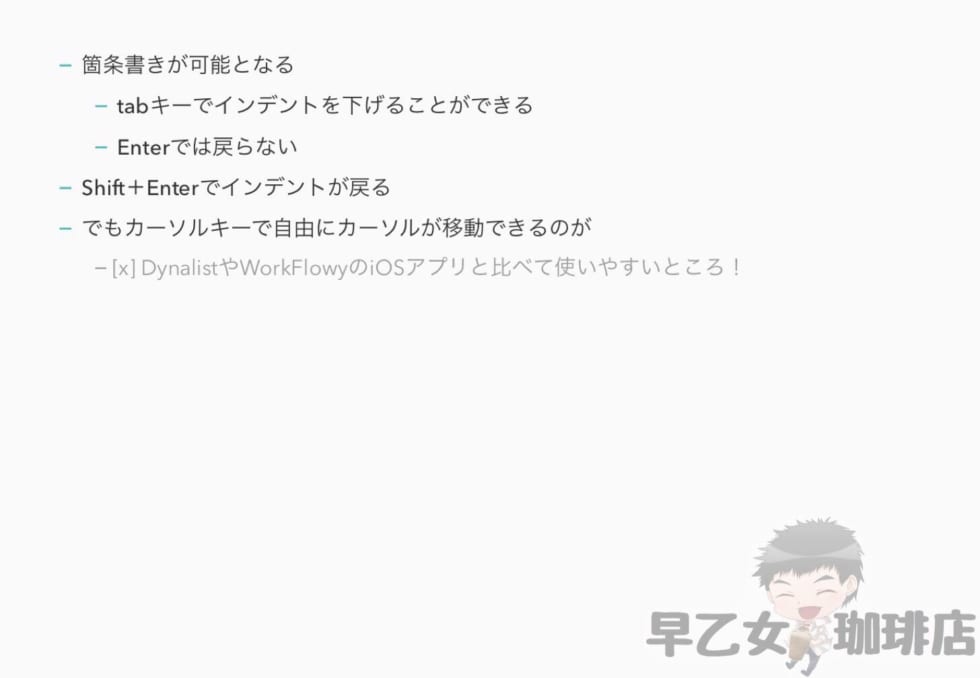 – 箇条書きが可能となる
– tabキーでインデントを下げることができる
– Enterでは戻らない
– Shift＋Enterでインデントが戻る
– でもカーソルキーで自由にカーソルが移動できるのが
– [x] DynalistやWorkFlowyのiOSアプリと比べて使いやすいところ！
早乙女珈琲店